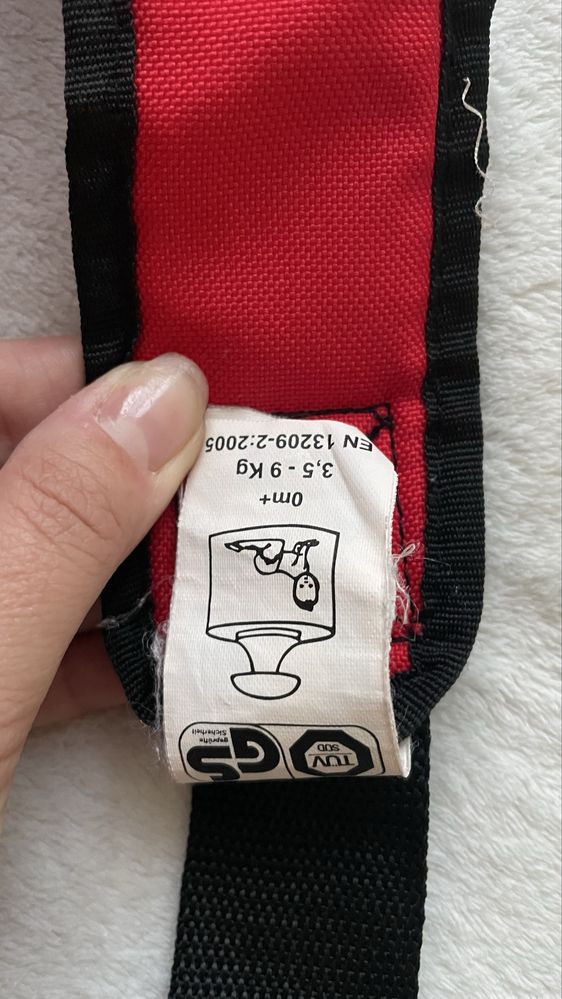 TÜV
SÜD
GS
geprüfte
Sicherheit
0m+
3,5 - 9 Kg
EN 13209-2:2005